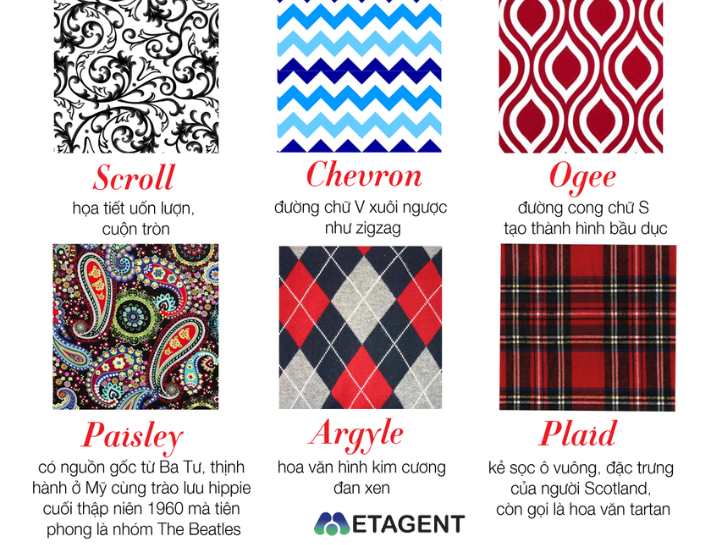 Scroll
họa tiết uốn lượn,
cuộn tròn
Chevron
đường chữ V xuôi ngược
như zigzag
Ogee
đường cong chữ S
tạo thành hình bầu dục
Paisley
có nguồn gốc từ Ba Tư, thịnh
hành ở Mỹ cùng trào lưu hippie
cuối thập niên 1960 mà tiên
phong là nhóm The Beatles
Argyle
hoa văn hình kim cương
đan xen
Plaid
kẻ sọc ô vuông, đặc trưng
của người Scotland,
còn gọi là hoa văn tartan
METAGENT